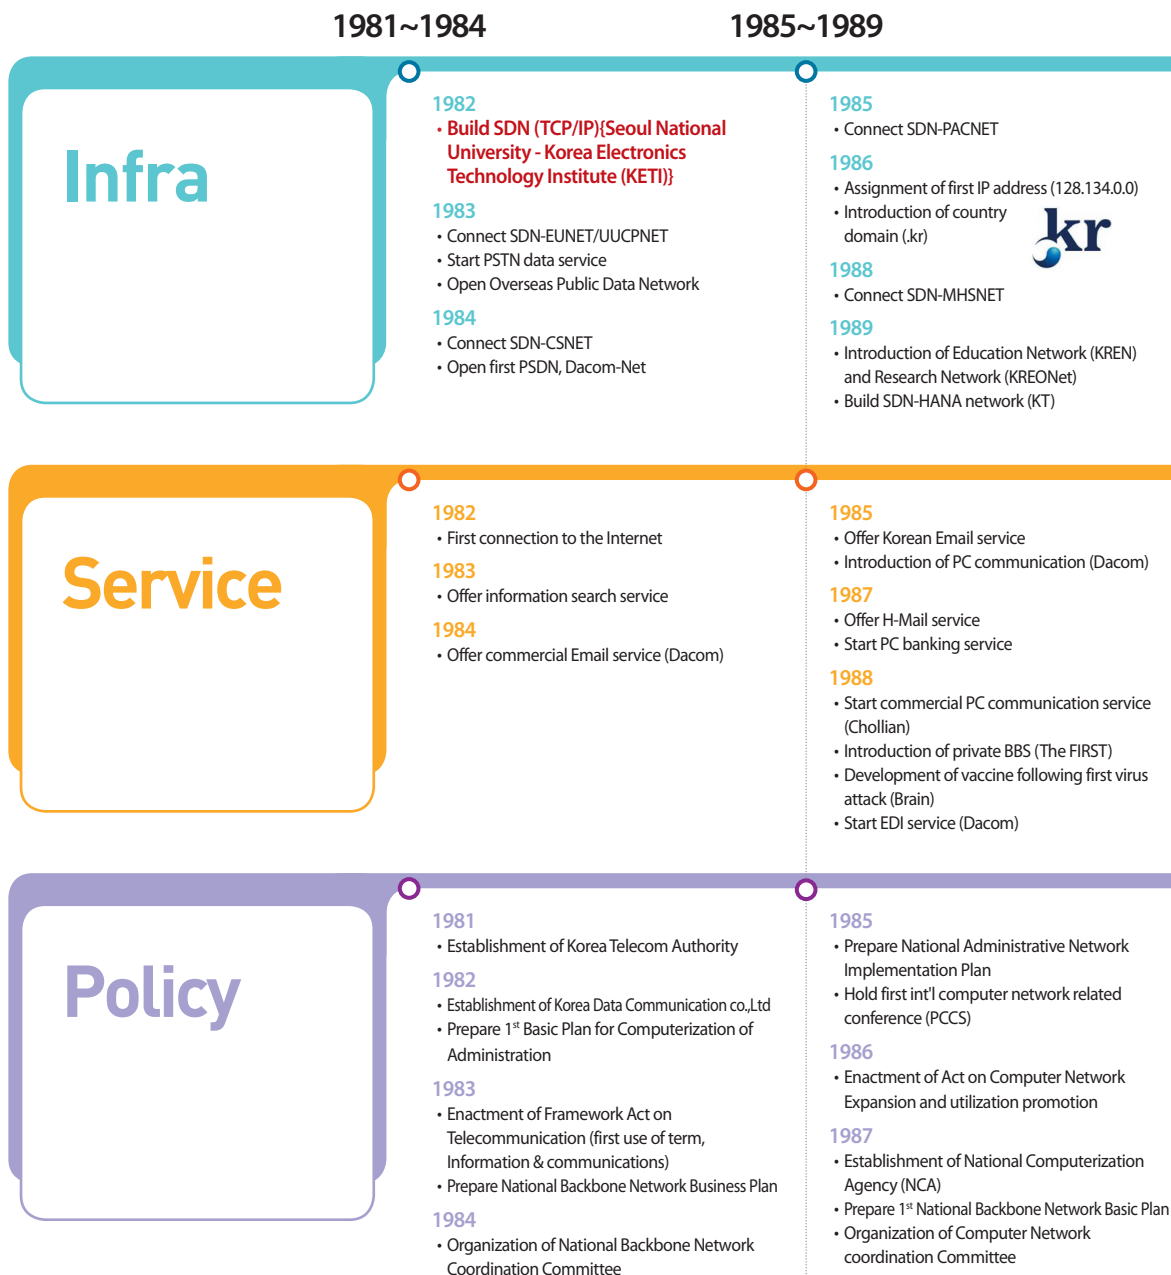 1981~1984
1985~1989
Infra
1982
• Build SDN (TCP/IP){Seoul National
University - Korea Electronics
Technology Institute (KETI)}
1983
• Connect SDN-EUNET/UUCPNET
• Start PSTN data service
• Open Overseas Public Data Network
1984
• Connect SDN-CSNET
• Open first PSDN, Dacom-Net
1985
• Connect SDN-PACNET
1986
• Assignment of first IP address (128.134.0.0)
• Introduction of country
domain (.kr)
.kr
1988
• Connect SDN-MHSNET
1989
• Introduction of Education Network (KREN)
and Research Network (KREONet)
• Build SDN-HANA network (KT)
Service
1982
• First connection to the Internet
1983
• Offer information search service
1984
• Offer commercial Email service (Dacom)
1985
• Offer Korean Email service
• Introduction of PC communication (Dacom)
1987
• Offer H-Mail service
• Start PC banking service
1988
• Start commercial PC communication service
(Chollian)
• Introduction of private BBS (The FIRST)
• Development of vaccine following first virus
attack (Brain)
• Start EDI service (Dacom)
Policy
1981
• Establishment of Korea Telecom Authority
1982
• Establishment of Korea Data Communication co.,Ltd
• Prepare 1st Basic Plan for Computerization of
Administration
1983
• Enactment of Framework Act on
Telecommunication (first use of term,
Information & communications)
• Prepare National Backbone Network Business Plan
1984
• Organization of National Backbone Network
Coordination Committee
1985
• Prepare National Administrative Network
Implementation Plan
• Hold first int'l computer network related
conference (PCCS)
1986
• Enactment of Act on Computer Network
Expansion and utilization promotion
1987
• Establishment of National Computerization
Agency (NCA)
• Prepare 1st National Backbone Network Basic Plan
• Organization of Computer Network
coordination Committee